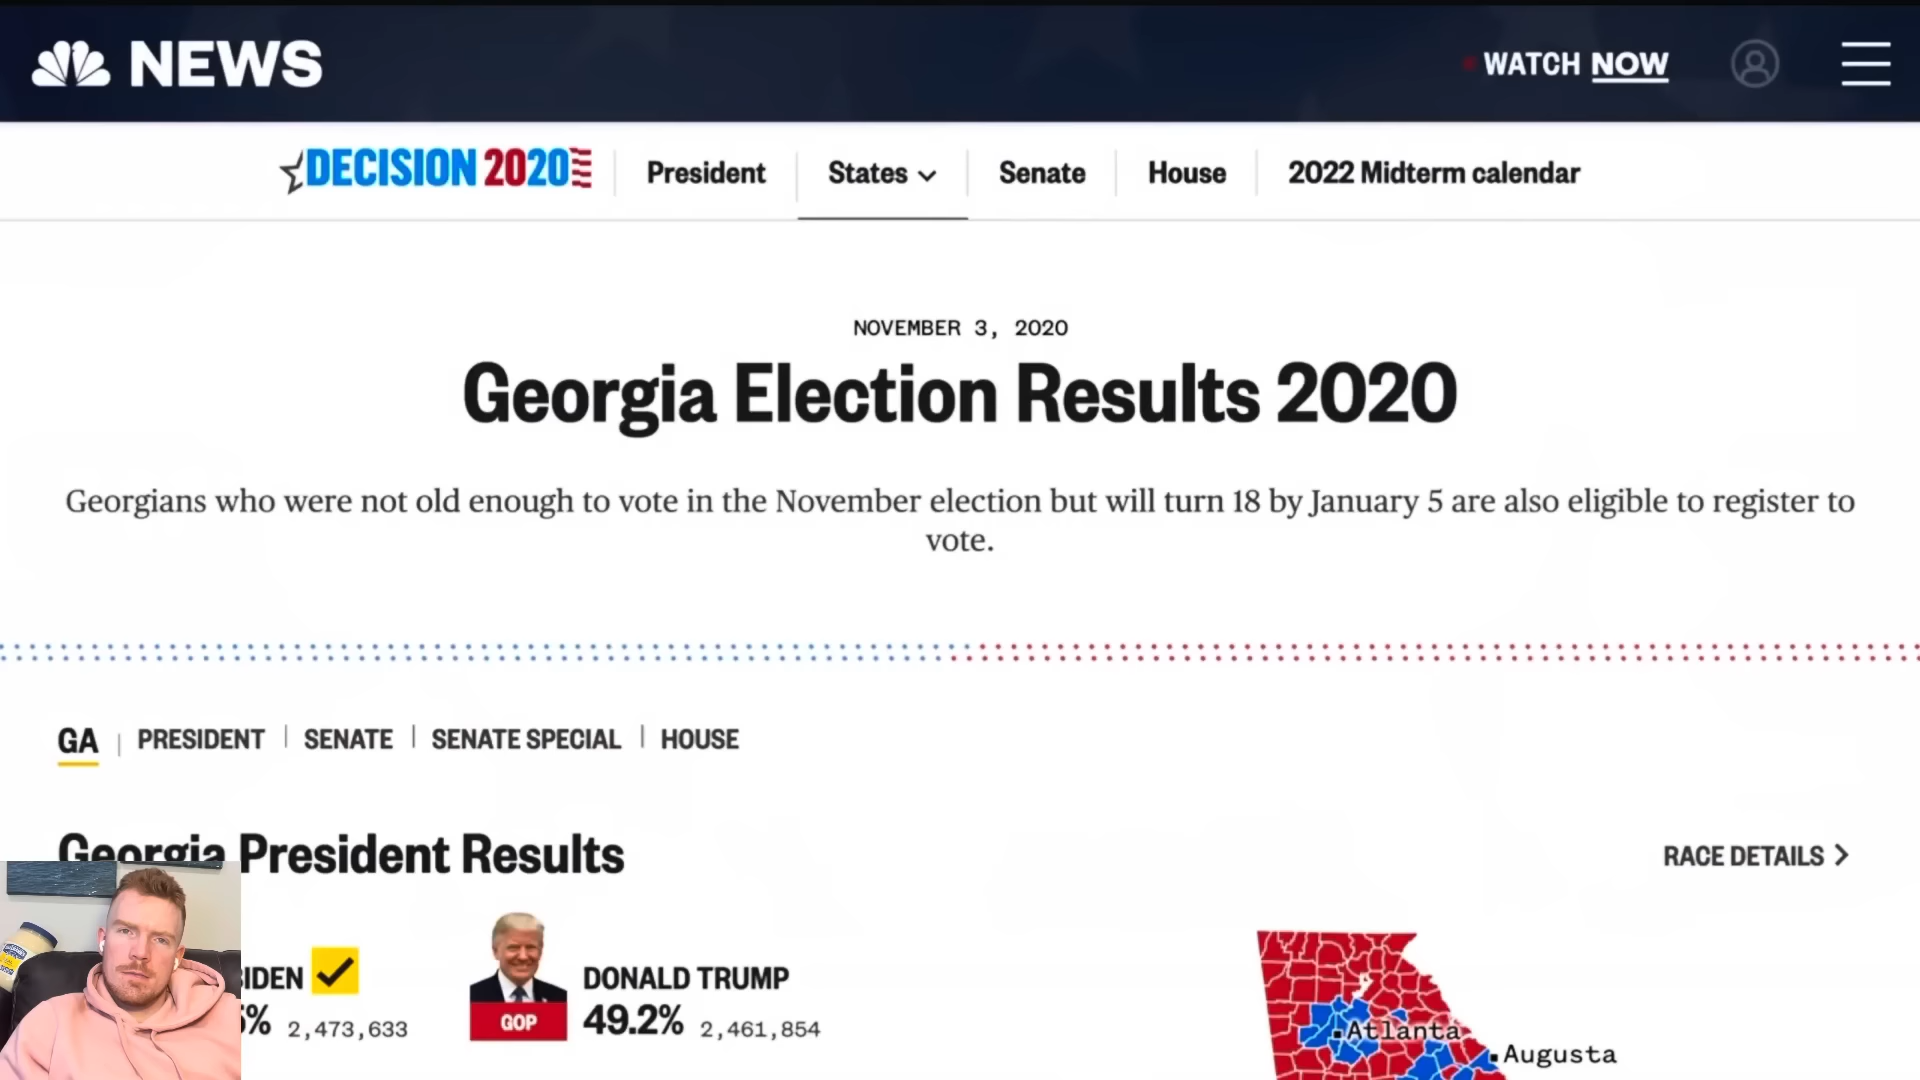 NEWS
WATCH NOW
DECISION 2020
President
States
Senate
House
2022 Midterm calendar
NOVEMBER 3, 2020
Georgia Election Results 2020
Georgians who were not old enough to vote in the November election but will turn 18 by January 5 are also eligible to register to
vote.
GA
PRESIDENT
SENATE
SENATE SPECIAL
HOUSE
Georgia President Results
RACE DETAILS
IDEN
% 2,473,633
GOP
DONALD TRUMP
49.2% 2,461,854
Atlanta
Augusta